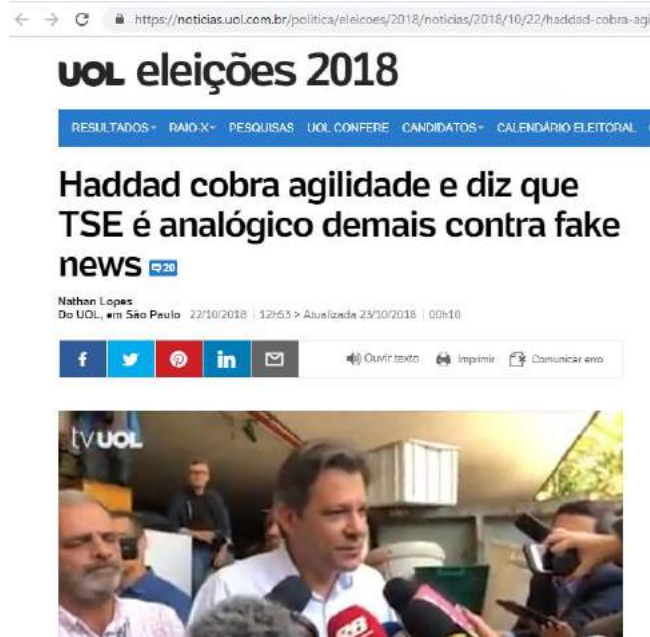 https://noticias.uol.com.br/politica/eleicoes/2018/noticias/2018/10/22/haddad-cobra-agi
UOL eleições 2018
RESULTADOS RAIO-X PESQUISAS UOL CONFERE CANDIDATOS CALENDÁRIO ELEITORAL
Haddad cobra agilidade e diz que
TSE é analógico demais contra fake
news 20
Nathan Lopes
Do UOL, em São Paulo 22/10/2018 | 12h53 > Atualizada 23/10/2018 | 00h10
f in Ouvir texto Imprimir Comunicar erro
tvUOL